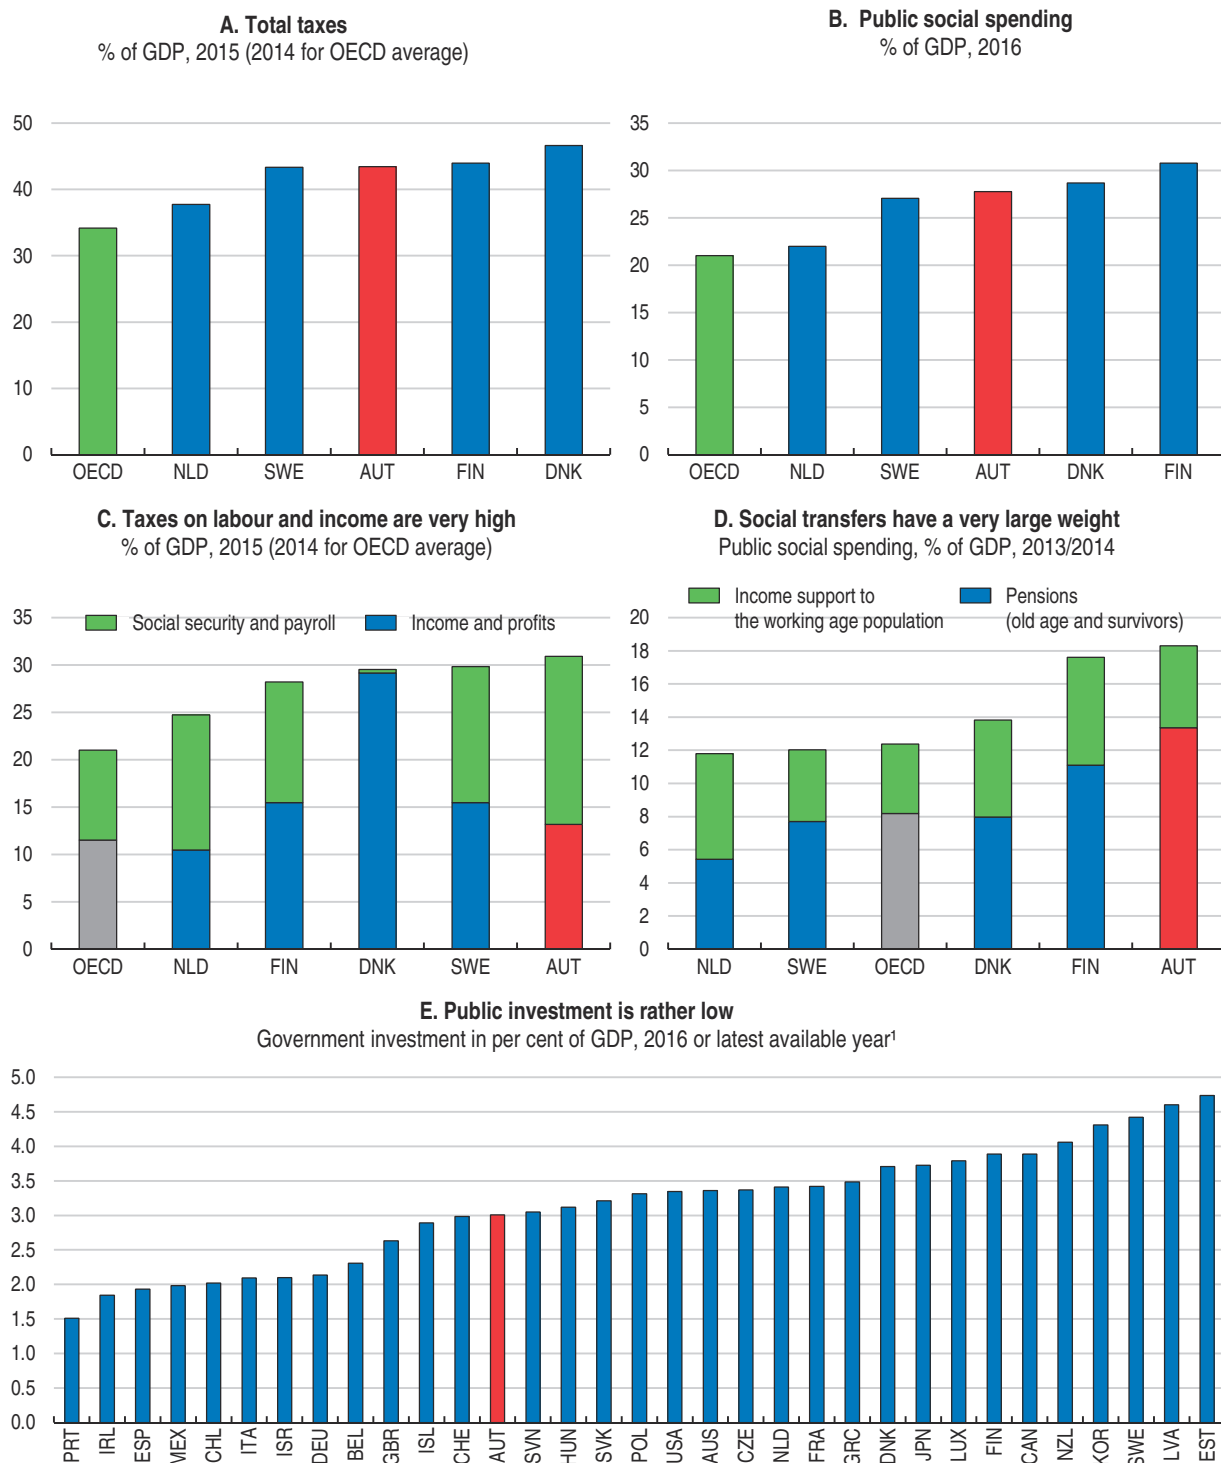 A. Total taxes
% of GDP, 2015 (2014 for OECD average)
50
40
30
20
10
0
OECD NLD SWE AUT FIN DNK
B. Public social spending
% of GDP, 2016
35
30
25
20
15
10
5
0
OECD NLD SWE AUT DNK FIN
C. Taxes on labour and income are very high
% of GDP, 2015 (2014 for OECD average)
Social security and payroll Income and profits
35
30
25
20
15
10
5
0
OECD NLD FIN DNK SWE AUT
D. Social transfers have a very large weight
Public social spending, % of GDP, 2013/2014
Income support to
the working age population
Pensions
(old age and survivors)
20
18
16
14
12
10
8
6
4
2
0
NLD SWE OECD DNK FIN AUT
E. Public investment is rather low
Government investment in per cent of GDP, 2016 or latest available year¹
5.0
4.5
4.0
3.5
3.0
2.5
2.0
1.5
1.0
0.5
0.0
PRT IRL ESP MEX CHL ITA ISR DEU BEL GBR ISL CHE AUT SVN HUN SVK POL USA AUS CZE NLD FRA GRC DNK JPN LUX FIN CAN NZL KOR SWE LVA EST